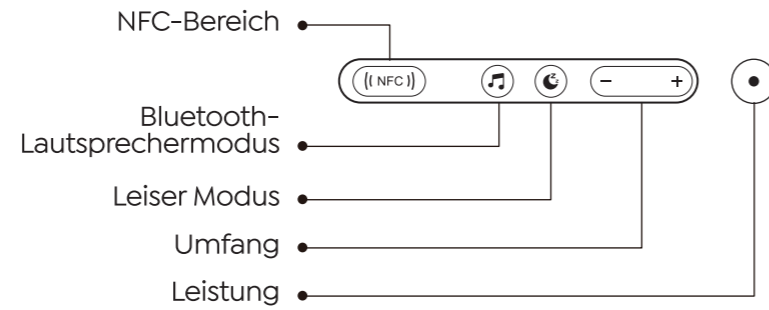 NFC-Bereich
((( NFC )))
− +
Bluetooth-
Lautsprechermodus
Leiser Modus
Umfang
Leistung